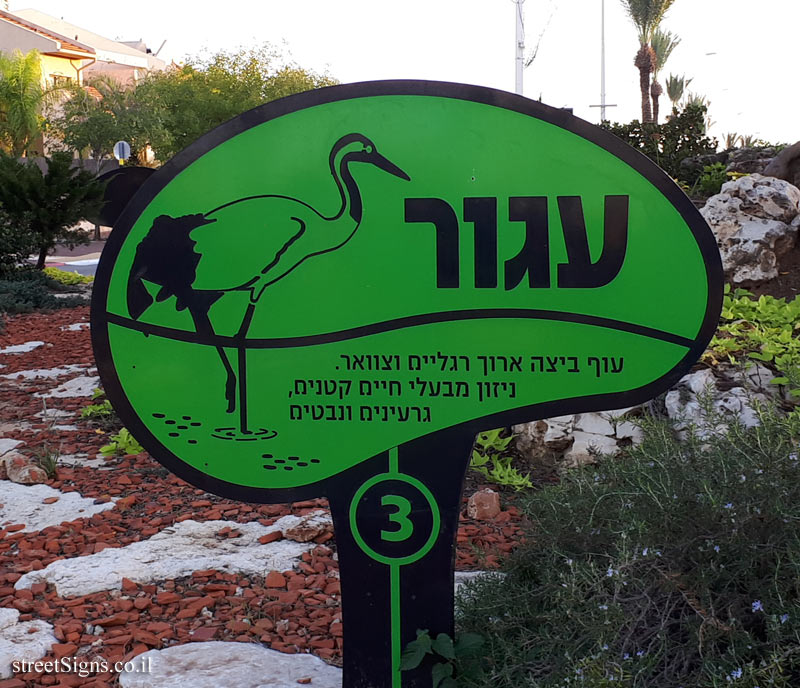 עגור
עוף ביצה ארוך רגליים וצוואר.
ניזון מבעלי חיים קטנים,
גרעינים ונבטים
3
streetSigns.co.il